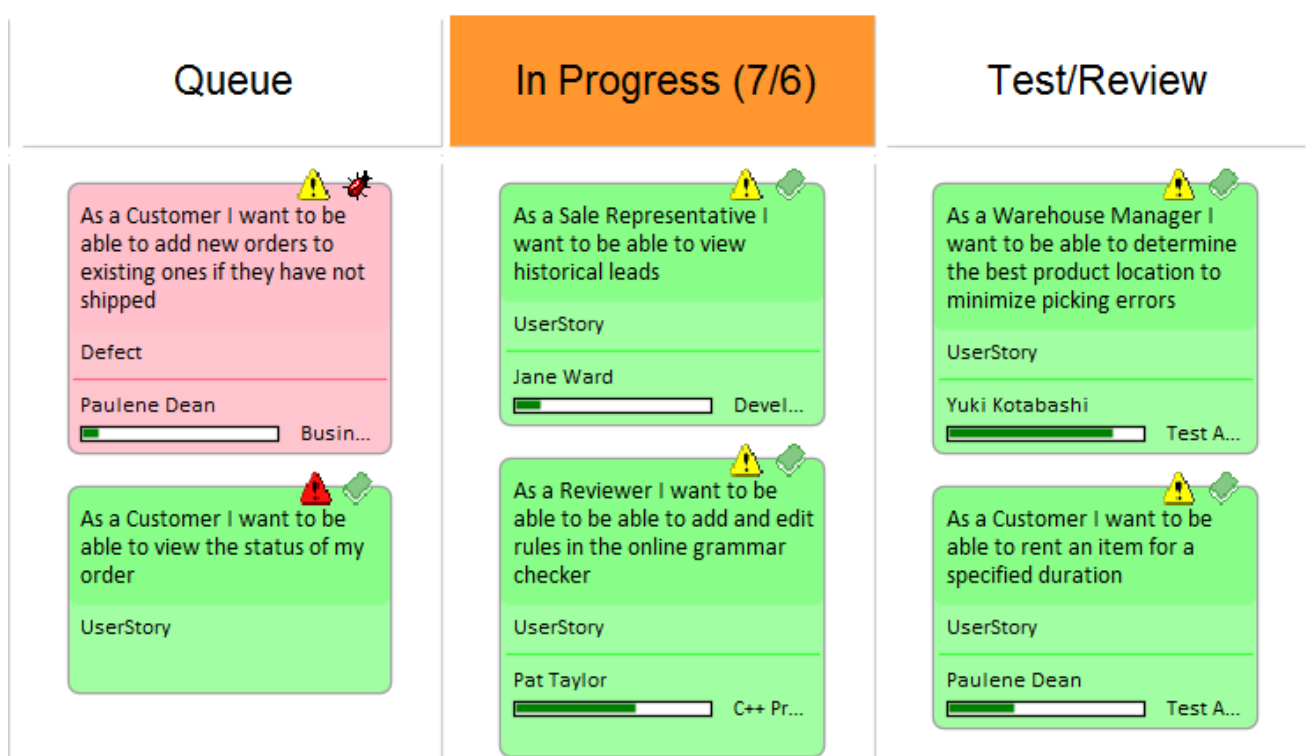 Queue
In Progress (7/6)
Test/Review
As a Customer I want to be
able to add new orders to
existing ones if they have not
shipped
Defect
Paulene Dean
Busin...
As a Customer I want to be
able to view the status of my
order
UserStory
As a Sale Representative I
want to be able to view
historical leads
UserStory
Jane Ward
Devel...
As a Reviewer I want to be
able to be able to add and edit
rules in the online grammar
checker
UserStory
Pat Taylor
C++ Pr...
As a Warehouse Manager I
want to be able to determine
the best product location to
minimize picking errors
UserStory
Yuki Kotabashi
Test A...
As a Customer I want to be
able to rent an item for a
specified duration
UserStory
Paulene Dean
Test A...